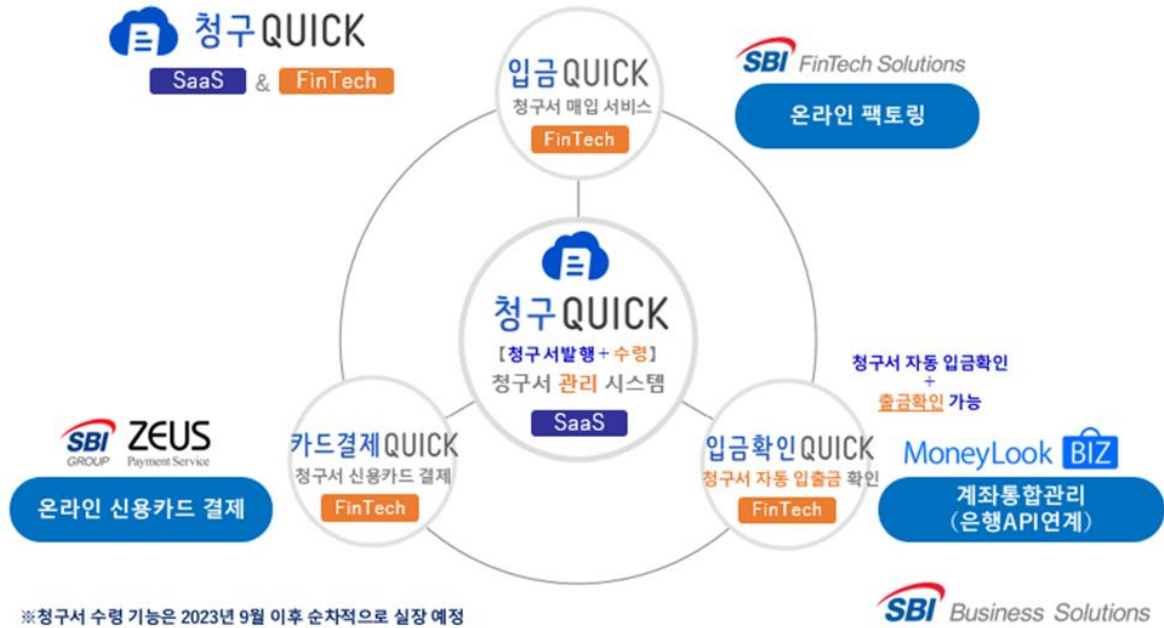 청구QUICK
SaaS & FinTech
입금QUICK
청구서 매입 서비스
FinTech
SBI FinTech Solutions
온라인 팩토링
청구QUICK
【청구서발행+수령】
청구서 관리 시스템
SaaS
청구서 자동 입금확인
+
출금확인 가능
SBI GROUP
ZEUS
Payment Service
온라인 신용카드 결제
카드결제QUICK
청구서 신용카드 결제
FinTech
입금확인QUICK
청구서 자동 입출금 확인
FinTech
MoneyLook BIZ
계좌통합관리
(은행API연계)
※청구서 수령 기능은 2023년 9월 이후 순차적으로 실장 예정
SBI Business Solutions